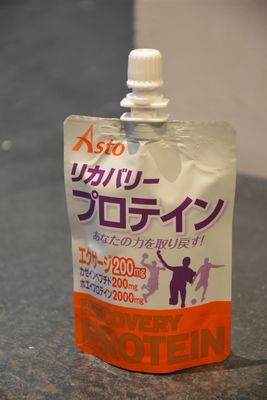 Asto
リカバリー
プロテイン
あなたの力を取り戻す!
エクサージ200mg
カゼインペプチド200mg
ホエイプロテイン2000mg
RECOVERY
PROTEIN